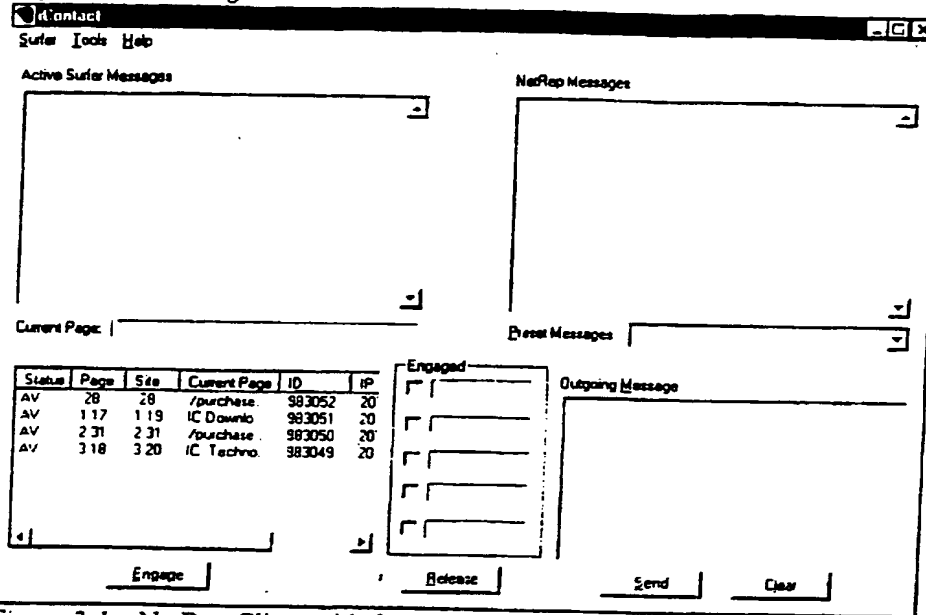 iContact
Surfer Tools Help
Active Surfer Messages
NetRep Messages
Current Page:
Preset Messages
Status Page Site Current Page ID IP
AV 28 28 /purchase. 983052 20
AV 1 17 1 19 IC Downlo 983051 20
AV 2 31 2 31 /purchase. 983050 20
AV 3 18 3 20 IC Techno. 983049 20
Engaged
Outgoing Message
Engage
Release
Send
Clear